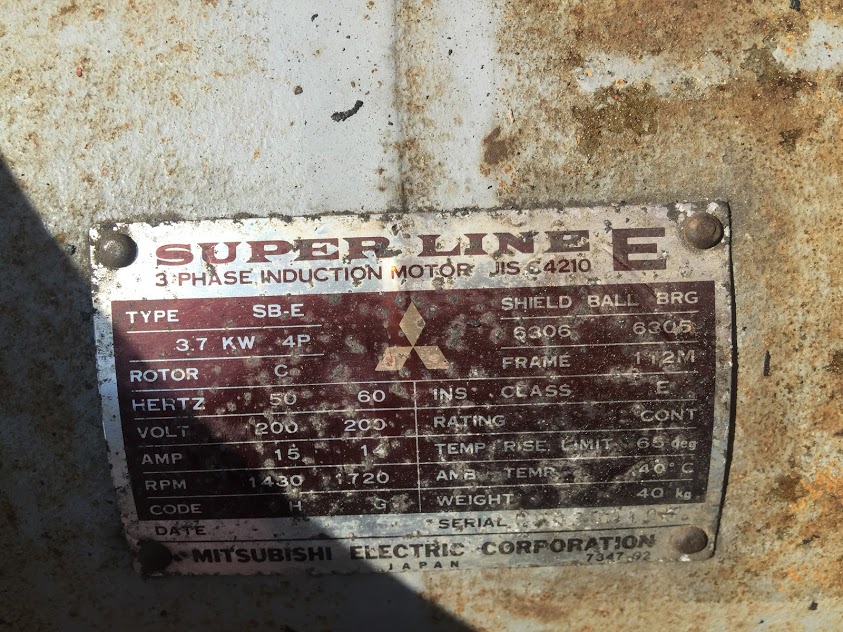 SUPER LINE E
3 PHASE INDUCTION MOTOR JIS C4210
TYPE SB-E
3.7 KW 4P
ROTOR C
SHIELD BALL BRG
6306 6305
FRAME 112M
HERTZ 50 60
VOLT 200 200
AMP 15 14
RPM 1430 1720
CODE H G
INS. CLASS E
RATING CONT
TEMP RISE LIMIT 65 deg
AMB TEMP. 40°C
WEIGHT 40 kg
DATE SERIAL
MITSUBISHI ELECTRIC CORPORATION
JAPAN